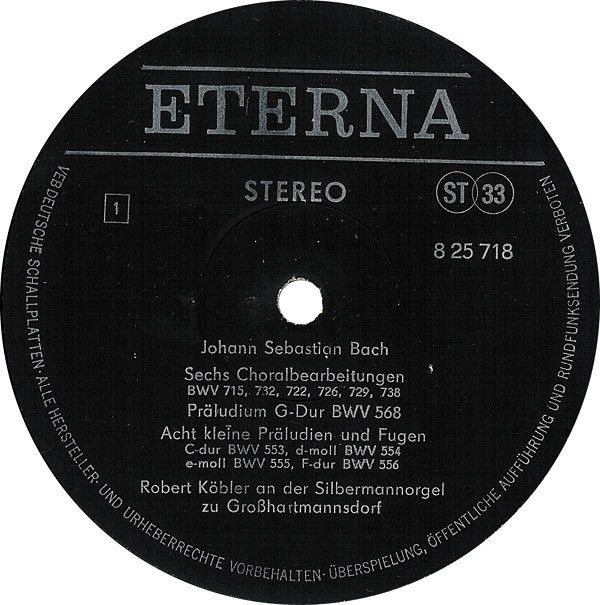 ETERNA
STEREO
1
ST 33
8 25 718
Johann Sebastian Bach
Sechs Choralbearbeitungen
BWV 715, 732, 722, 726, 729, 738
Präludium G-Dur BWV 568
Acht kleine Präludien und Fugen
C-dur BWV 553, d-moll BWV 554
e-moll BWV 555, F-dur BWV 556
Robert Köbler an der Silbermannorgel
zu Großhartmannsdorf
VEB DEUTSCHE SCHALLPLATTEN · ALLE HERSTELLER- UND URHEBERRECHTE VORBEHALTEN · ÜBERSPIELUNG, ÖFFENTLICHE AUFFÜHRUNG UND RUNDFUNKSENDUNG VERBOTEN